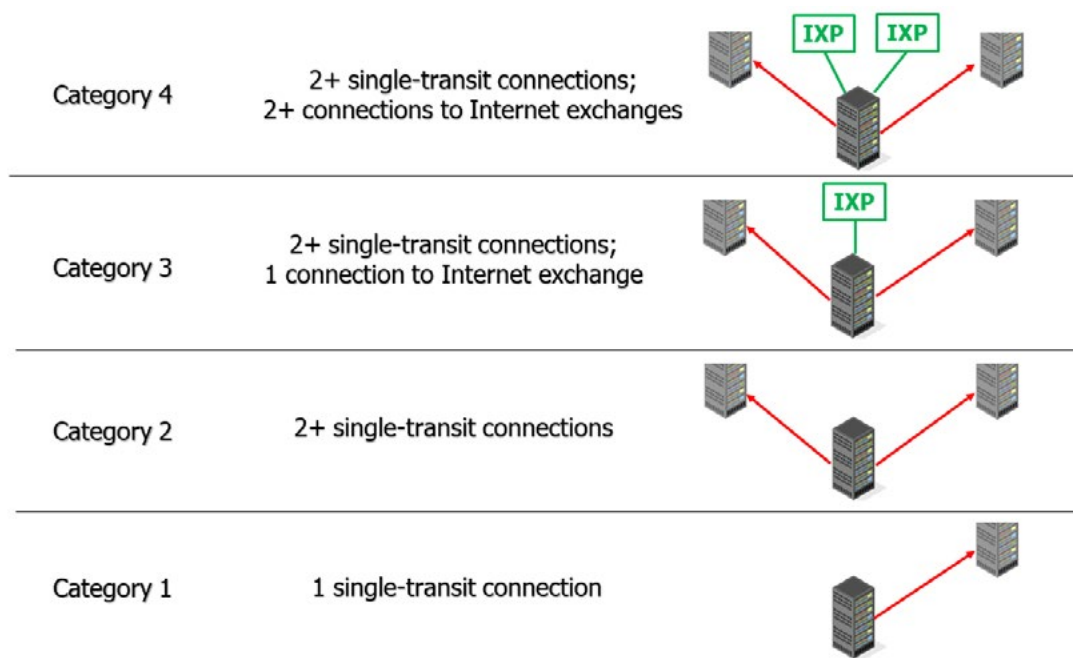 IXP IXP
Category 4
2+ single-transit connections;
2+ connections to Internet exchanges
IXP
Category 3
2+ single-transit connections;
1 connection to Internet exchange
Category 2
2+ single-transit connections
Category 1
1 single-transit connection